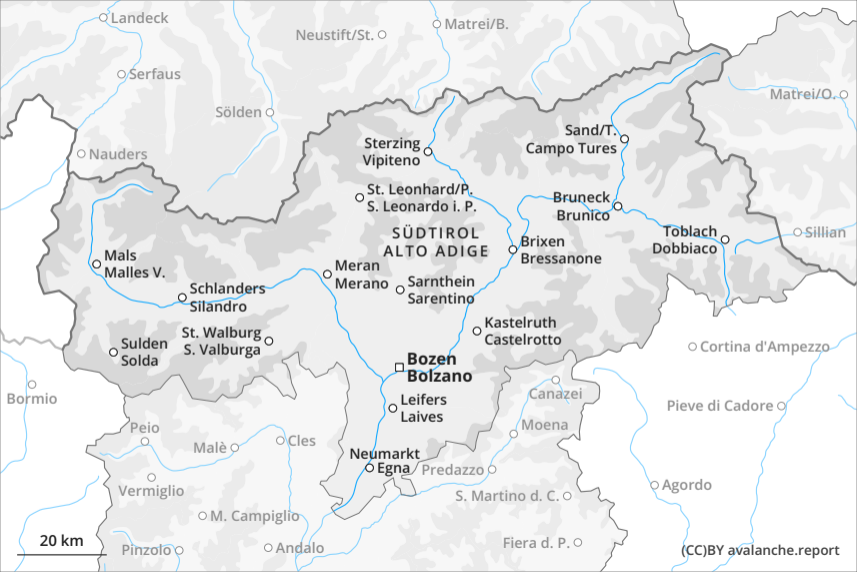 Landeck
Matrei/B.
Neustift/St.
Serfaus
Matrei/O.
Sölden
Sand/T.
Campo Tures
Sterzing
Vipiteno
Nauders
St. Leonhard/P.
S. Leonardo i. P.
Bruneck
Brunico
SÜDTIROL
ALTO ADIGE
Toblach
Dobbiaco
Sillian
Brixen
Bressanone
Mals
Malles V.
Meran
Merano
Sarnthein
Sarentino
Schlanders
Silandro
Kastelruth
Castelrotto
St. Walburg
S. Valburga
Sulden
Solda
Cortina d'Ampezzo
Bozen
Bolzano
Bormio
Canazei
Leifers
Laives
Pieve di Cadore
Peio
Moena
Malè
Cles
Neumarkt
Egna
Predazzo
Vermiglio
Agordo
S. Martino d. C.
M. Campiglio
20 km
Pinzolo
Andalo
Fiera d. P.
(CC)BY avalanche.report